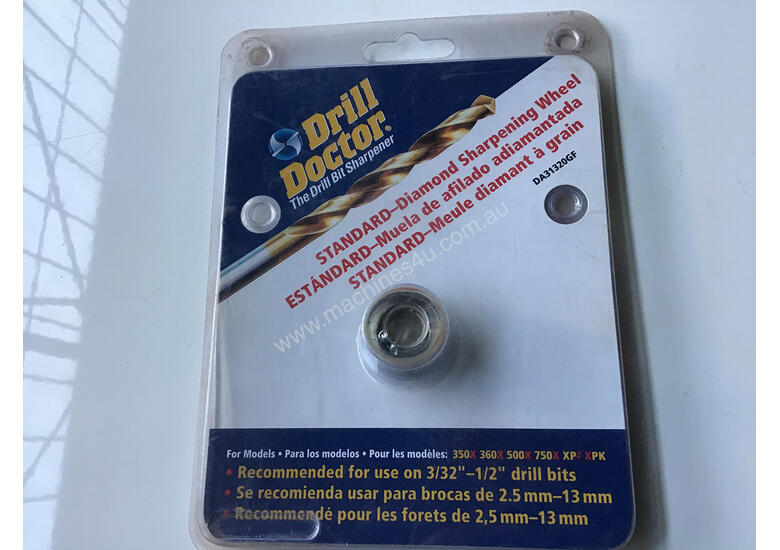 Drill
Doctor®
The Drill Bit Sharpener
STANDARD–Diamond Sharpening Wheel
ESTÁNDARD–Muela de afilado adiamantada
STANDARD–Meule diamant à grain
DA31320GF
www.machines4u.com.au
For Models • Para los modelos • Pour les modèles: 350X 360X 500X 750X XP² XPK
• Recommended for use on 3/32"–1/2" drill bits
• Se recomienda usar para brocas de 2.5 mm–13 mm
• Recommendé pour les forets de 2,5 mm–13 mm